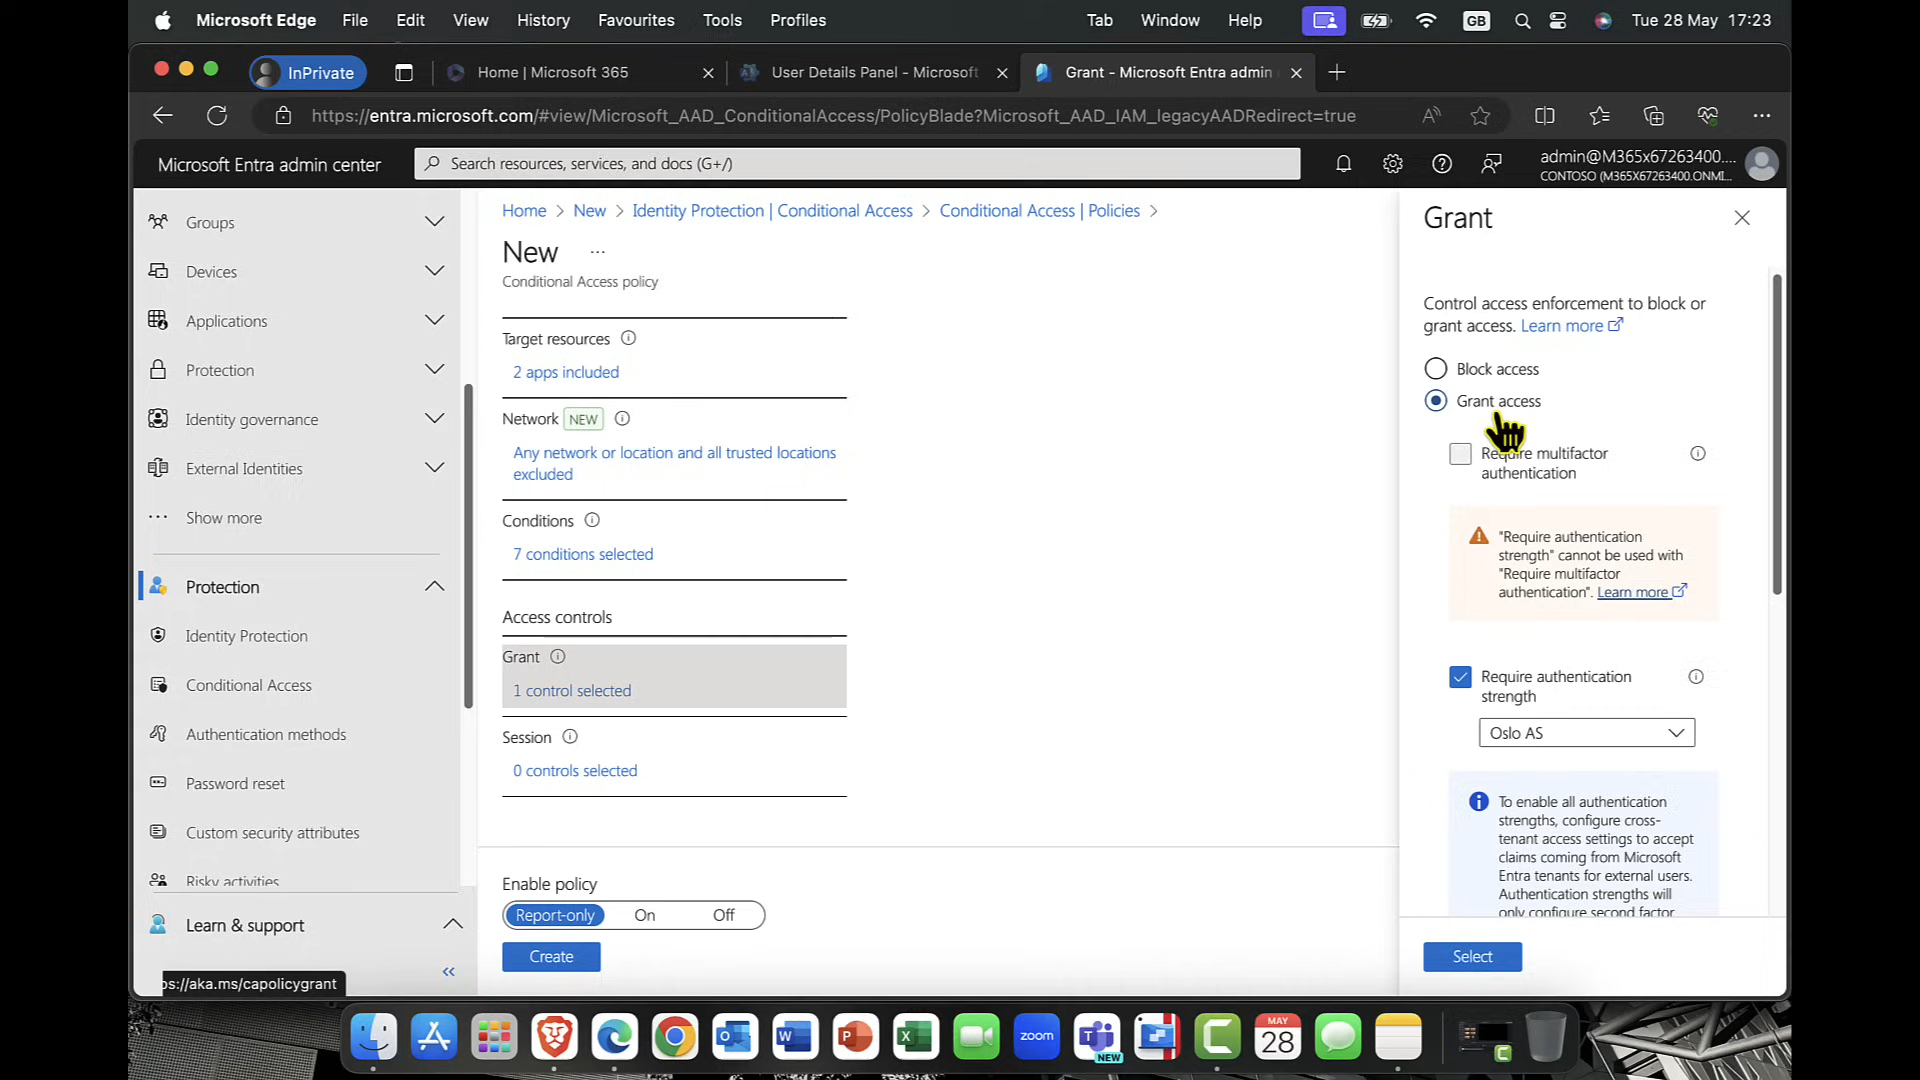 Microsoft Edge File Edit View History Favourites Tools Profiles Tab Window Help GB Tue 28 May 17:23
InPrivate Home | Microsoft 365 User Details Panel - Microsoft Grant - Microsoft Entra admin
https://entra.microsoft.com/#view/Microsoft_AAD_ConditionalAccess/PolicyBlade?Microsoft_AAD_IAM_legacyAADRedirect=true
Microsoft Entra admin center Search resources, services, and docs (G+/) admin@M365x67263400....
CONTOSO (M365X67263400.ONMI...
Groups
Devices
Applications
Protection
Identity governance
External Identities
Show more
Protection
Identity Protection
Conditional Access
Authentication methods
Password reset
Custom security attributes
Risky activities
Learn & support
ps://aka.ms/capolicygrant
Home > New > Identity Protection | Conditional Access > Conditional Access | Policies >
New ...
Conditional Access policy
Target resources
2 apps included
Network NEW
Any network or location and all trusted locations
excluded
Conditions
7 conditions selected
Access controls
Grant
1 control selected
Session
0 controls selected
Enable policy
Report-only On Off
Create
Grant
Control access enforcement to block or
grant access. Learn more
Block access
Grant access
Require multifactor
authentication
"Require authentication
strength" cannot be used with
"Require multifactor
authentication". Learn more
Require authentication
strength
Oslo AS
To enable all authentication
strengths, configure cross-
tenant access settings to accept
claims coming from Microsoft
Entra tenants for external users.
Authentication strengths will
only configure second factor
Select
zoom
NEW
MAY
28